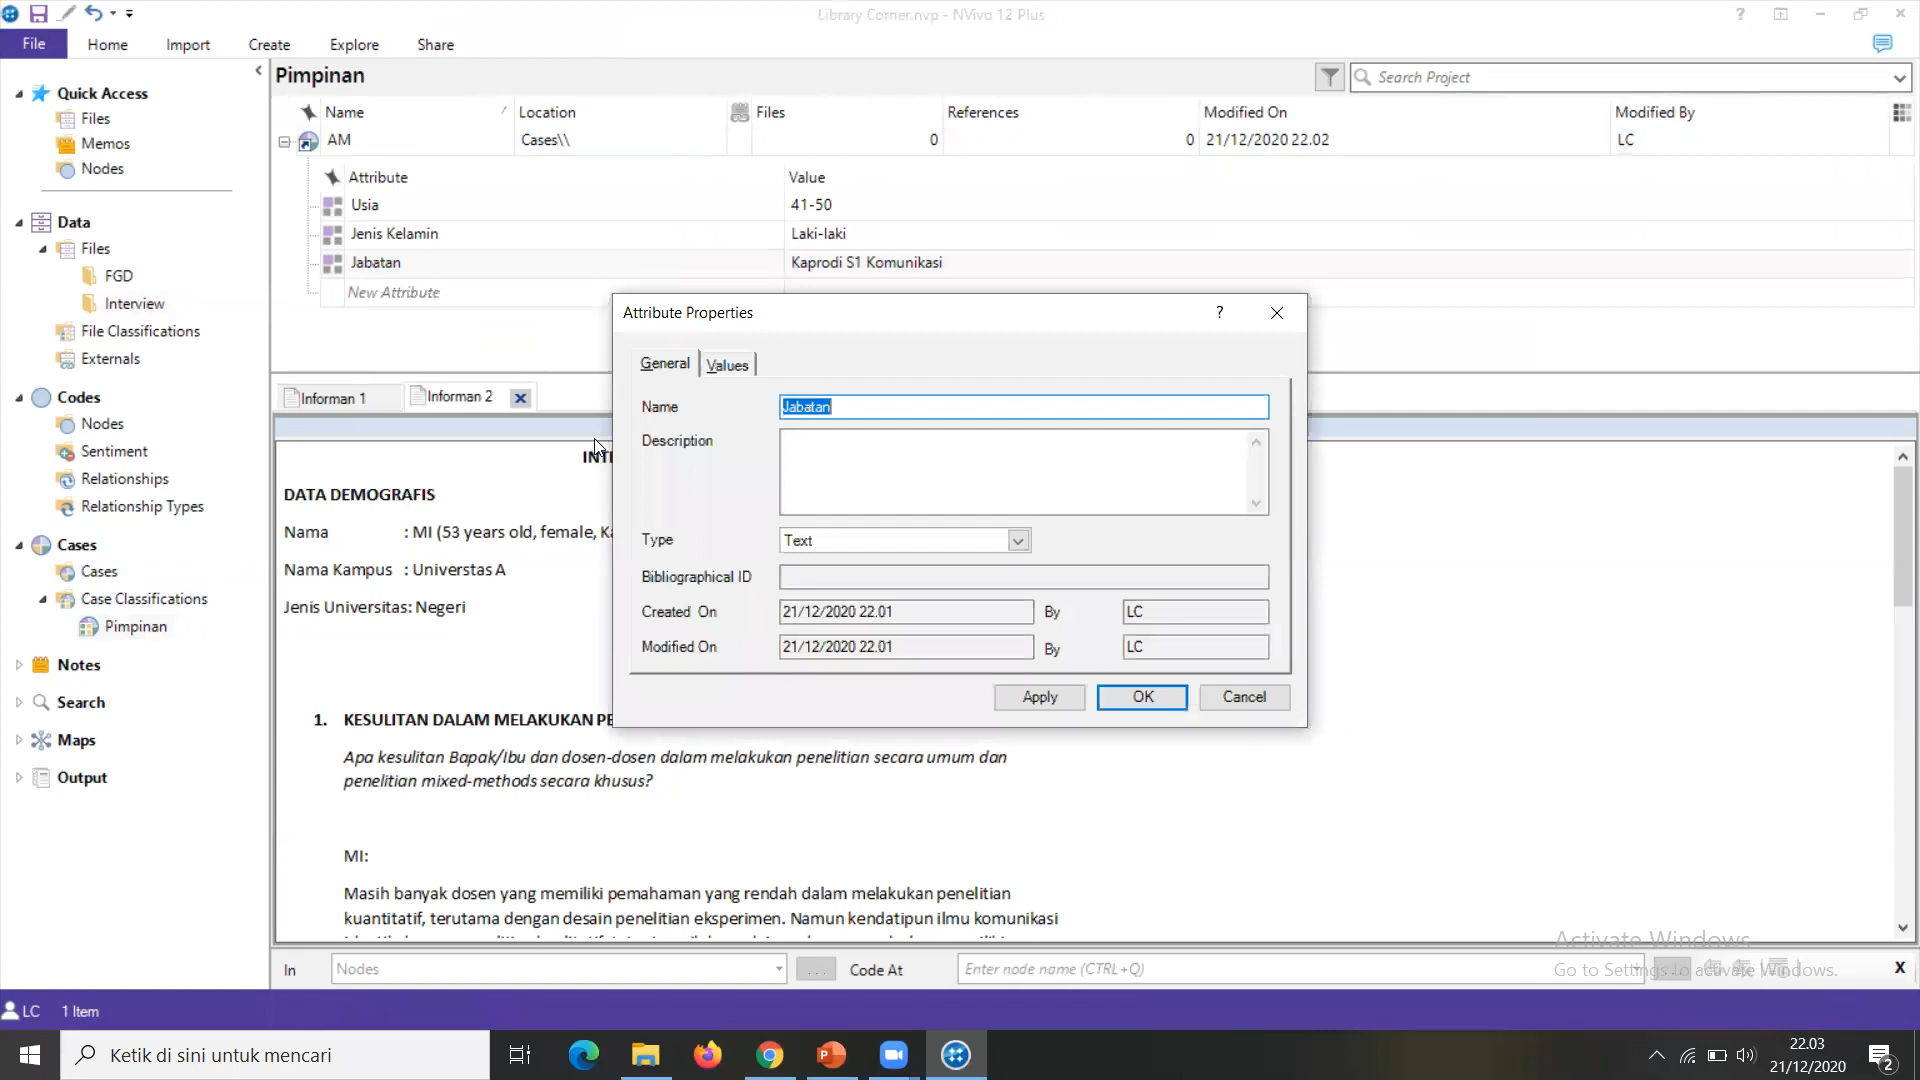 Library Corner.nvp - NVivo 12 Plus
File Home Import Create Explore Share
Quick Access
Files
Memos
Nodes
Data
Files
FGD
Interview
File Classifications
Externals
Codes
Nodes
Sentiment
Relationships
Relationship Types
Cases
Cases
Case Classifications
Pimpinan
Notes
Search
Maps
Output
Pimpinan
Search Project
Name Location Files References Modified On Modified By
AM Cases\\ 0 0 21/12/2020 22.02 LC
Attribute Value
Usia 41-50
Jenis Kelamin Laki-laki
Jabatan Kaprodi S1 Komunikasi
New Attribute
Attribute Properties ?
General Values
Name Jabatan
Description
Type Text
Bibliographical ID
Created On 21/12/2020 22.01 By LC
Modified On 21/12/2020 22.01 By LC
Apply OK Cancel
Informan 1 Informan 2
DATA DEMOGRAFIS
Nama : MI (53 years old, female,
Nama Kampus : Universtas A
Jenis Universitas: Negeri
1. KESULITAN DALAM MELAKUKAN
Apa kesulitan Bapak/Ibu dan dosen-dosen dalam melakukan penelitian secara umum dan
penelitian mixed-methods secara khusus?
MI:
Masih banyak dosen yang memiliki pemahaman yang rendah dalam melakukan penelitian
kuantitatif, terutama dengan desain penelitian eksperimen. Namun kendatipun ilmu komunikasi
Activate Windows
Go to Settings to activate Windows.
In Nodes ... Code At Enter node name (CTRL+Q) X
LC 1 Item
Ketik di sini untuk mencari
22.03
21/12/2020
2